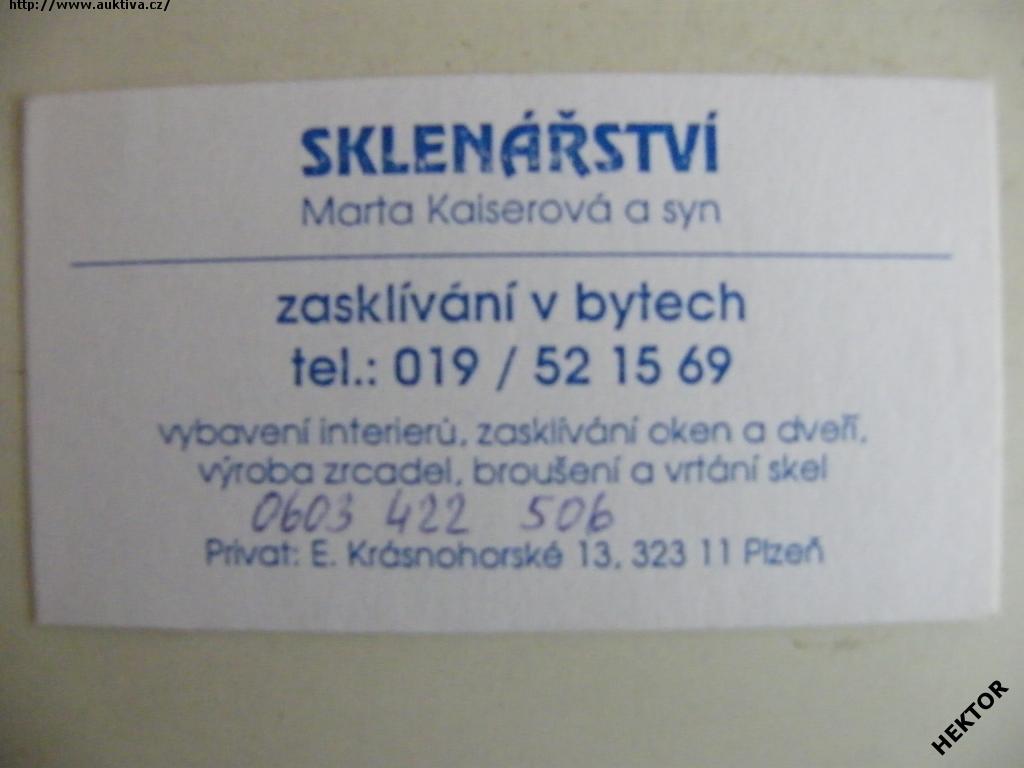 http://www.auktiva.cz/
SKLENÁŘSTVÍ
Marta Kaiserová a syn
zasklívání v bytech
tel.: 019 / 52 15 69
vybavení interierů, zasklívání oken a dveří,
výroba zrcadel, broušení a vrtání skel
0603 422 506
Privat: E. Krásnohorské 13, 323 11 Plzeň
HEKTOR